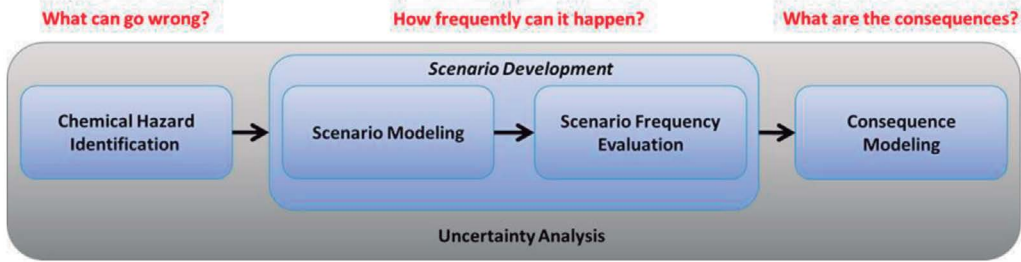 What can go wrong?
How frequently can it happen?
What are the consequences?
Scenario Development
Chemical Hazard
Identification
Scenario Modeling
Scenario Frequency
Evaluation
Consequence
Modeling
Uncertainty Analysis